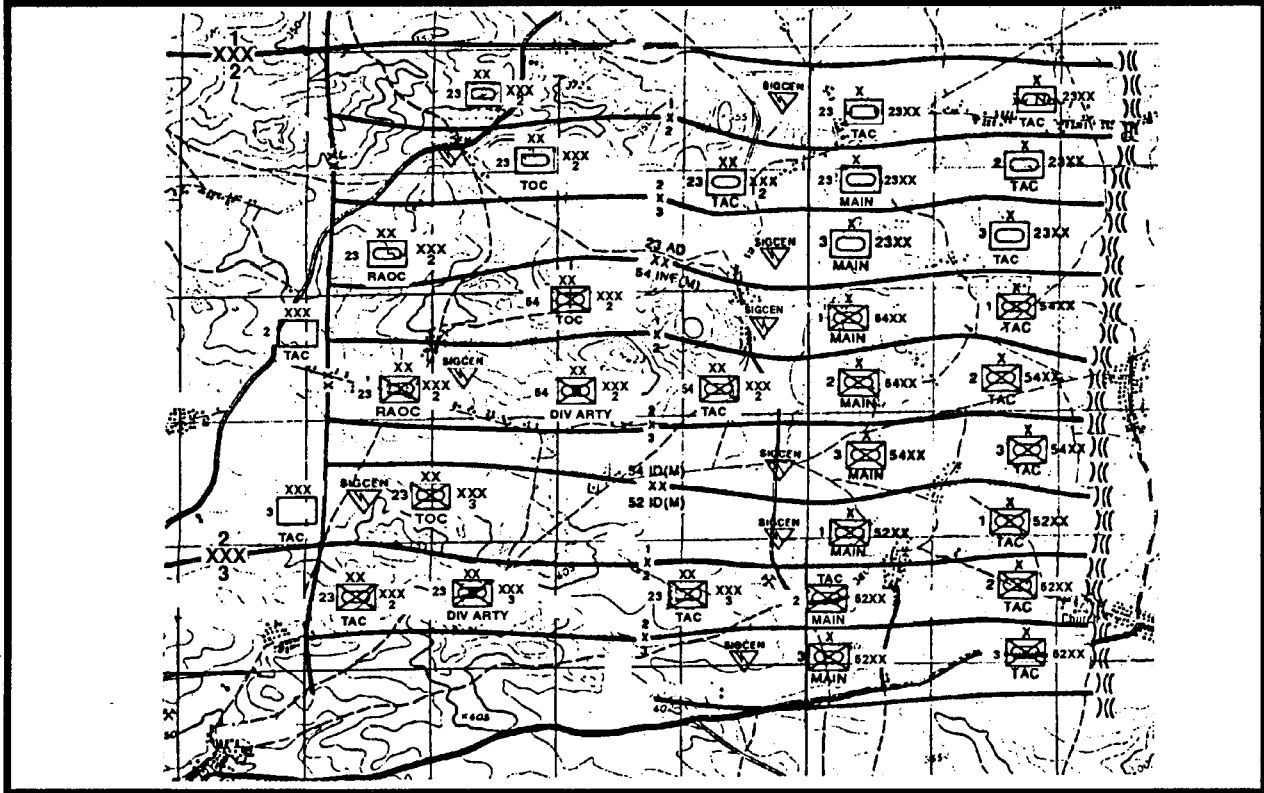 1
XXX
2
XX
23 XXX
2
SIGCEN
X
23 23XX
TAC
X
23XX
TAC
1
X
2
XX
23 XXX
2
TOC
XX
23 XXX
2
TAC
X
23 23XX
MAIN
X
2 23XX
TAC
2
X
3
XX
23 XXX
2
RAOC
23 AD
XX
54 INF(M)
SIGCEN
X
3 23XX
MAIN
X
3 23XX
TAC
XX
54 XXX
2
TOC
SIGCEN
X
1 54XX
MAIN
X
1 54XX
TAC
XXX
2
TAC
X
2
SIGCEN
XX
23 XXX
2
RAOC
XX
54 XXX
2
DIV ARTY
XX
54 XXX
2
TAC
X
2 54XX
MAIN
X
2 54XX
TAC
2
X
3
SIGCEN
X
3 54XX
MAIN
X
3 54XX
TAC
54 ID(M)
XX
52 ID(M)
XXX
3
TAC
SIGCEN
XX
23 XXX
3
TOC
SIGCEN
X
1 52XX
MAIN
X
1 52XX
TAC
2
XXX
3
1
X
2
603
XX
23 XXX
2
TAC
XX
23 XXX
3
DIV ARTY
XX
23 XXX
3
TAC
TAC
2 52XX
MAIN
X
2 52XX
TAC
2
X
3
SIGCEN
X
3 52XX
MAIN
X
3 52XX
TAC
605